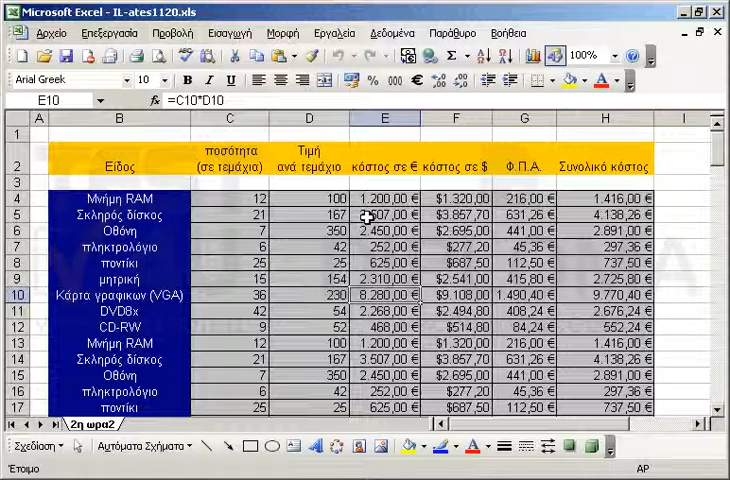 Microsoft Excel - IL-ates1120.xls
Αρχείο Επεξεργασία Προβολή Εισαγωγή Μορφή Εργαλεία Δεδομένα Παράθυρο Βοήθεια
100%
Arial Greek 10 B I U % 000 €
E10 fx =C10*D10
A B C D E F G H
1
2 Είδος ποσότητα (σε τεμάχια) Τιμή ανά τεμάχιο κόστος σε € κόστος σε $ Φ.Π.Α. Συνολικό κόστος
3
4 Μνήμη RAM 12 100 1.200,00 € $1.320,00 216,00 € 1.416,00 €
5 Σκληρός δίσκος 21 167 507,00 € $3.857,70 631,26 € 4.138,26 €
6 Οθόνη 7 350 2.450,00 € $2.695,00 441,00 € 2.891,00 €
7 πληκτρολόγιο 6 42 252,00 € $277,20 45,36 € 297,36 €
8 ποντίκι 25 25 625,00 € $687,50 112,50 € 737,50 €
9 μητρική 15 154 2.310,00 € $2.541,00 415,80 € 2.725,80 €
10 Κάρτα γραφικων (VGA) 36 230 8.280,00 € $9.108,00 1.490,40 € 9.770,40 €
11 DVD8x 42 54 2.268,00 € $2.494,80 408,24 € 2.676,24 €
12 CD-RW 9 52 468,00 € $514,80 84,24 € 552,24 €
13 Μνήμη RAM 12 100 1.200,00 € $1.320,00 216,00 € 1.416,00 €
14 Σκληρός δίσκος 21 167 3.507,00 € $3.857,70 631,26 € 4.138,26 €
15 Οθόνη 7 350 2.450,00 € $2.695,00 441,00 € 2.891,00 €
16 πληκτρολόγιο 6 42 252,00 € $277,20 45,36 € 297,36 €
17 ποντίκι 25 25 625,00 € $687,50 112,50 € 737,50 €
2η ωρα2
Σχεδίαση Αυτόματα Σχήματα
Έτοιμο ΑΡ